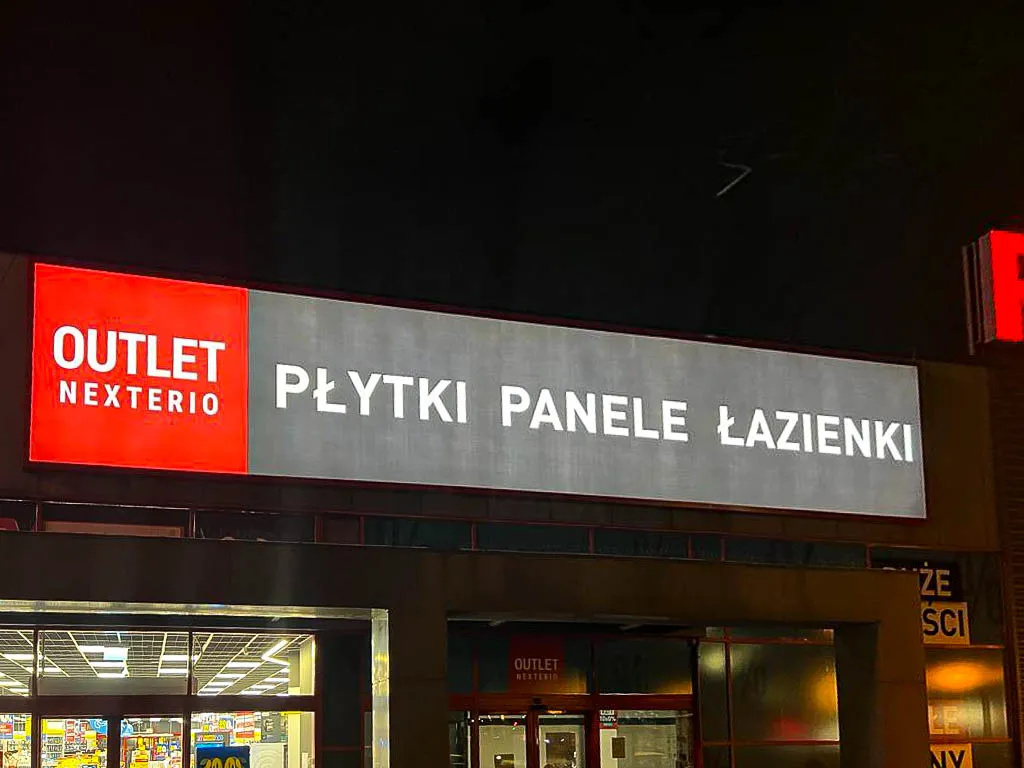 OUTLET
NEXTERIO
PŁYTKI PANELE ŁAZIENKI
OUTLET
NEXTERIO